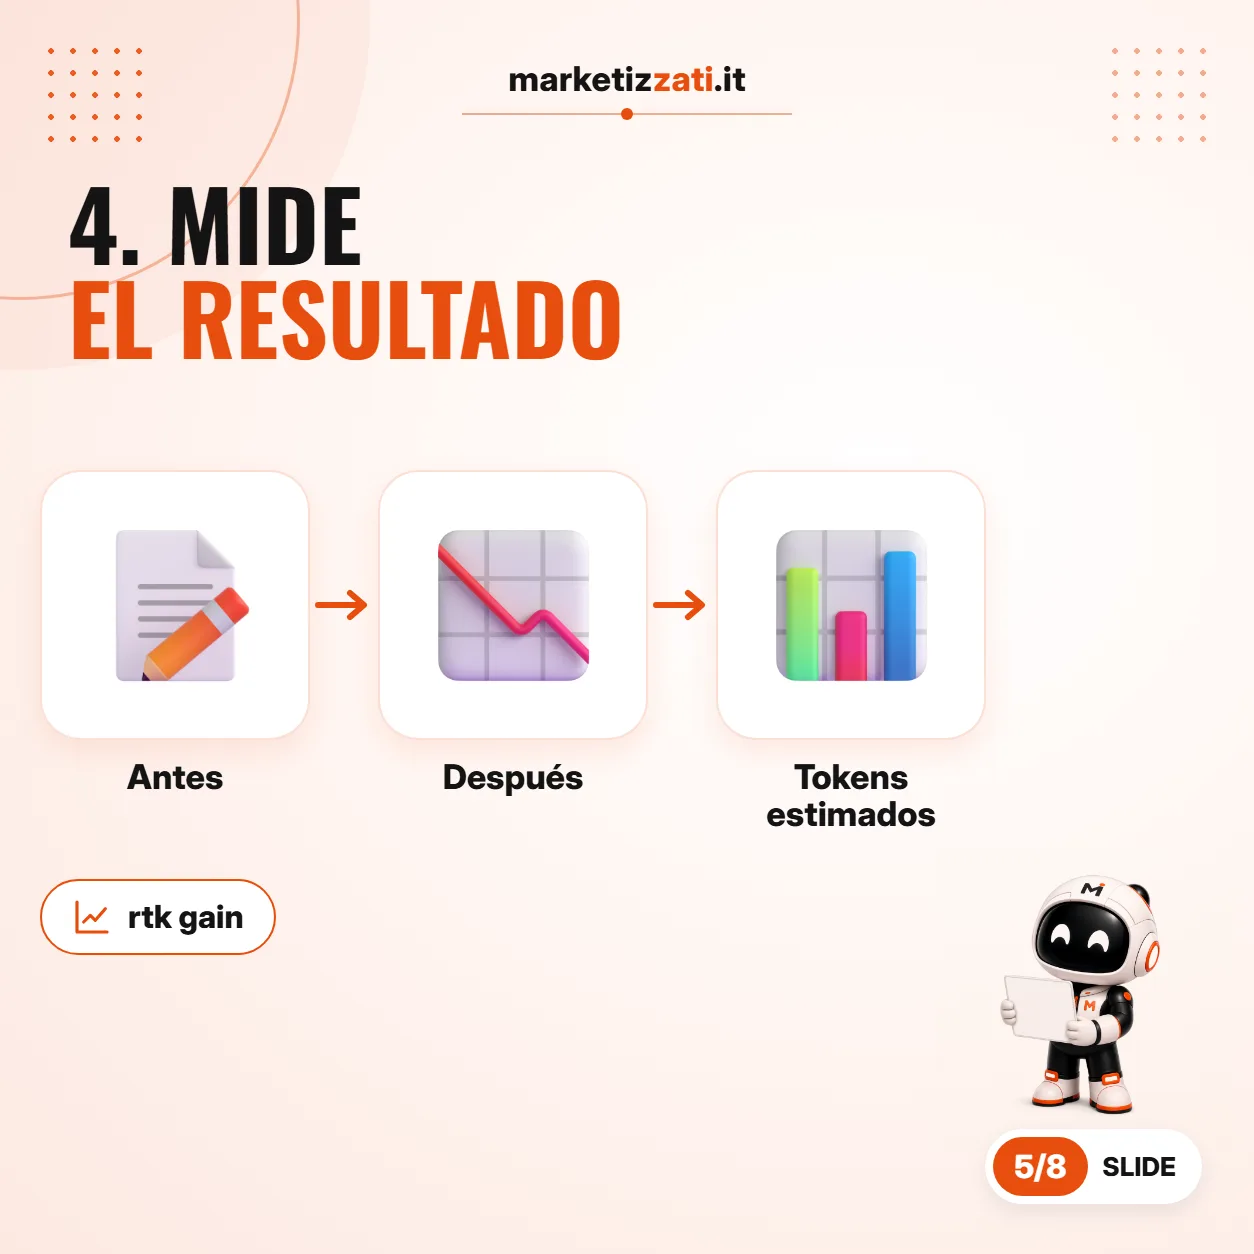 marketizzati.it
4. MIDE
EL RESULTADO
Antes
Después
Tokens
estimados
rtk gain
M
M
5/8 SLIDE